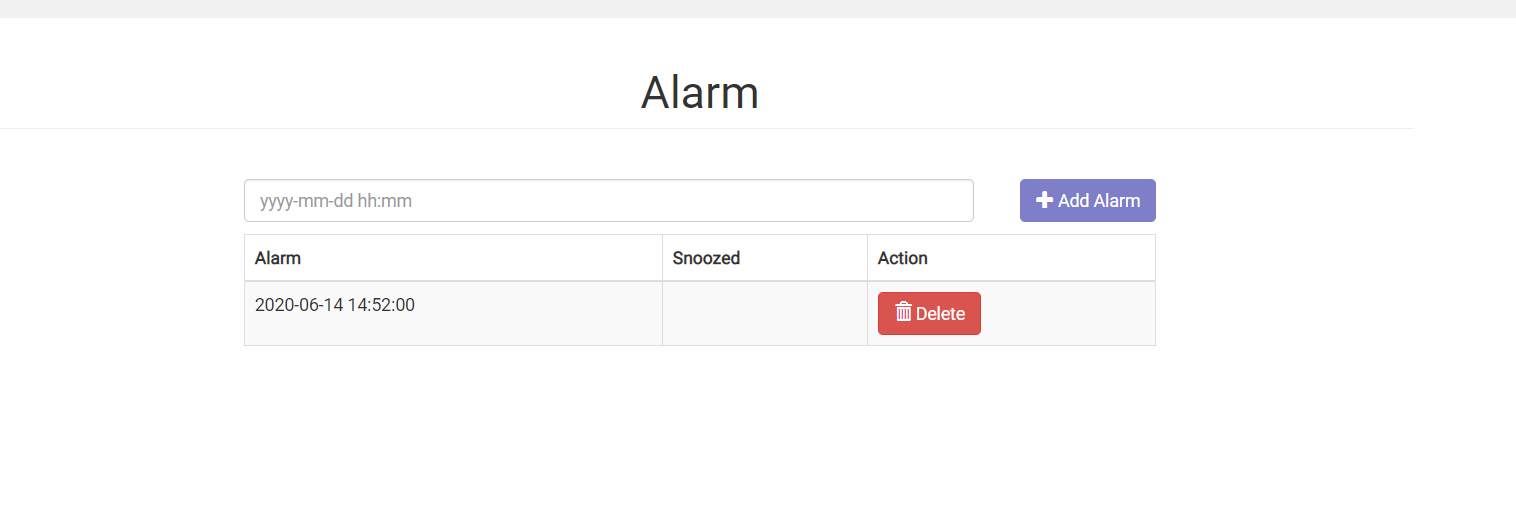 Alarm
yyyy-mm-dd hh:mm
Add Alarm
Alarm Snoozed Action
2020-06-14 14:52:00 Delete